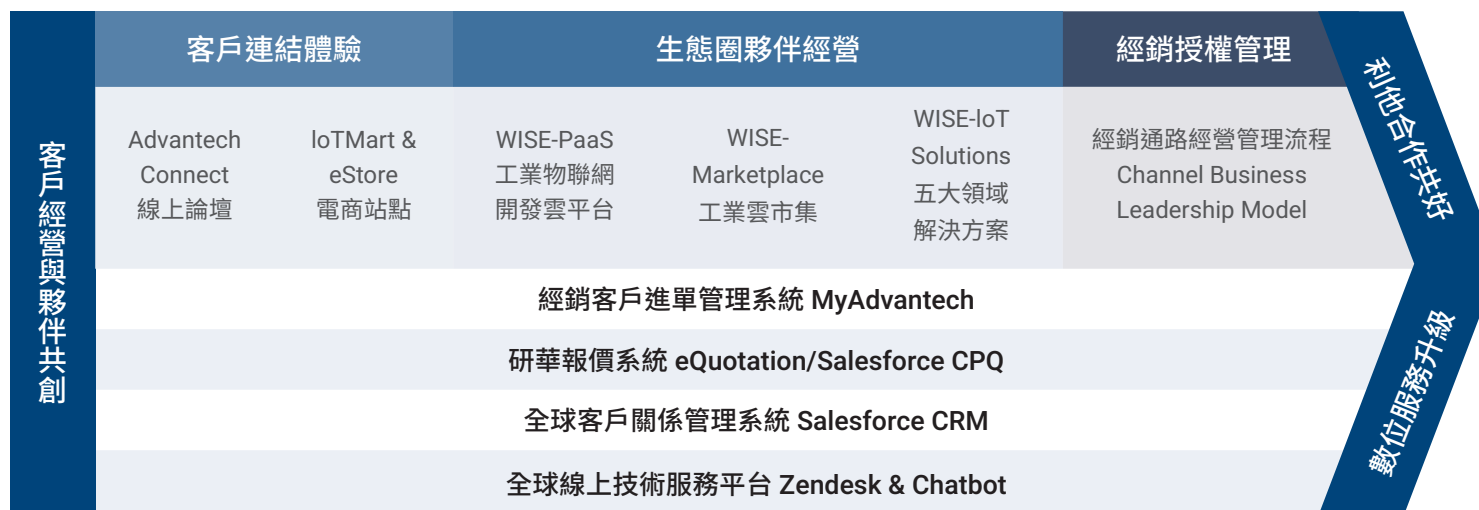 客戶經營與夥伴共創
客戶連結體驗
生態圈夥伴經營
經銷授權管理
Advantech
Connect
線上論壇
loTMart &
eStore
電商站點
WISE-PaaS
工業物聯網
開發雲平台
WISE-
Marketplace
工業雲市集
WISE-loT
Solutions
五大領域
解決方案
經銷通路經營管理流程
Channel Business
Leadership Model
經銷客戶進單管理系統 MyAdvantech
研華報價系統 eQuotation/Salesforce CPQ
全球客戶關係管理系統 Salesforce CRM
全球線上技術服務平台 Zendesk & Chatbot
利他合作共好
數位服務升級